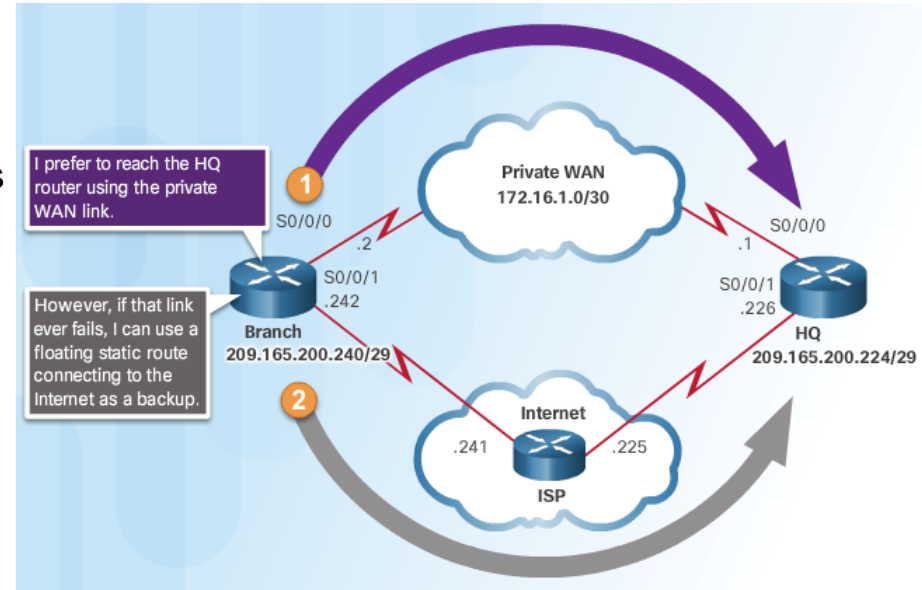 s
I prefer to reach the HQ
router using the private
WAN link.
1
Private WAN
172.16.1.0/30
S0/0/0
S0/0/0
.2
.1
S0/0/1
.242
S0/0/1
.226
However, if that link
ever fails, I can use a
floating static route
connecting to the
Internet as a backup.
Branch
209.165.200.240/29
HQ
209.165.200.224/29
2
Internet
.241
.225
ISP